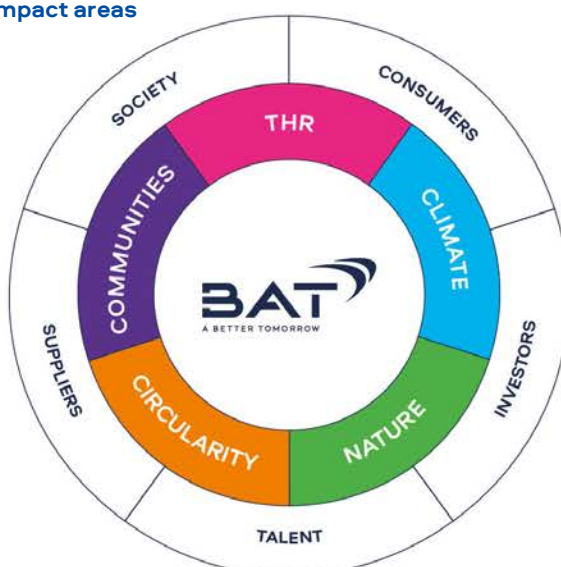 mpact areas
SOCIETY
CONSUMERS
THR
COMMUNITIES
CLIMATE
BAT
A BETTER TOMORROW
SUPPLIERS
INVESTORS
CIRCULARITY
NATURE
TALENT